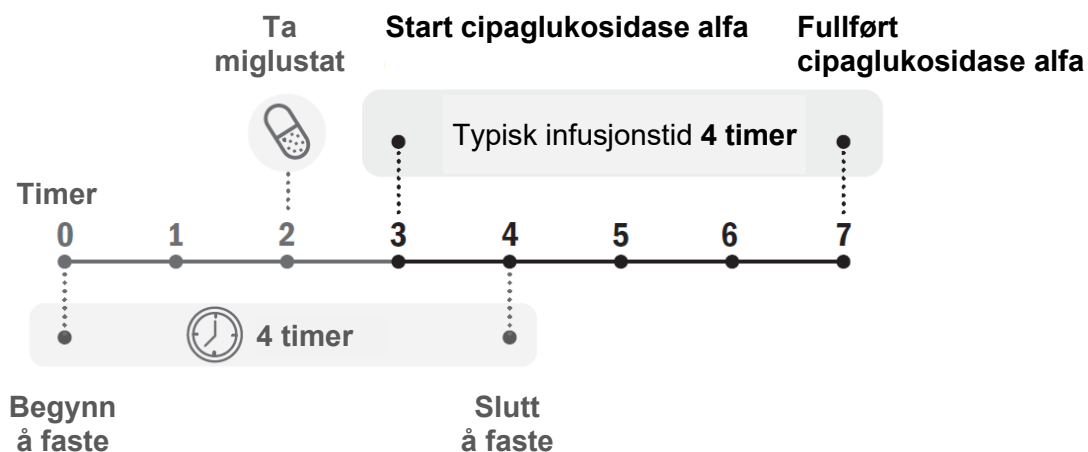 Ta
miglustat
Start cipaglukosidase alfa
Fullført
cipaglukosidase alfa
Typisk infusjonstid 4 timer
Timer
0 1 2 3 4 5 6 7
4 timer
Begynn
å faste
Slutt
å faste